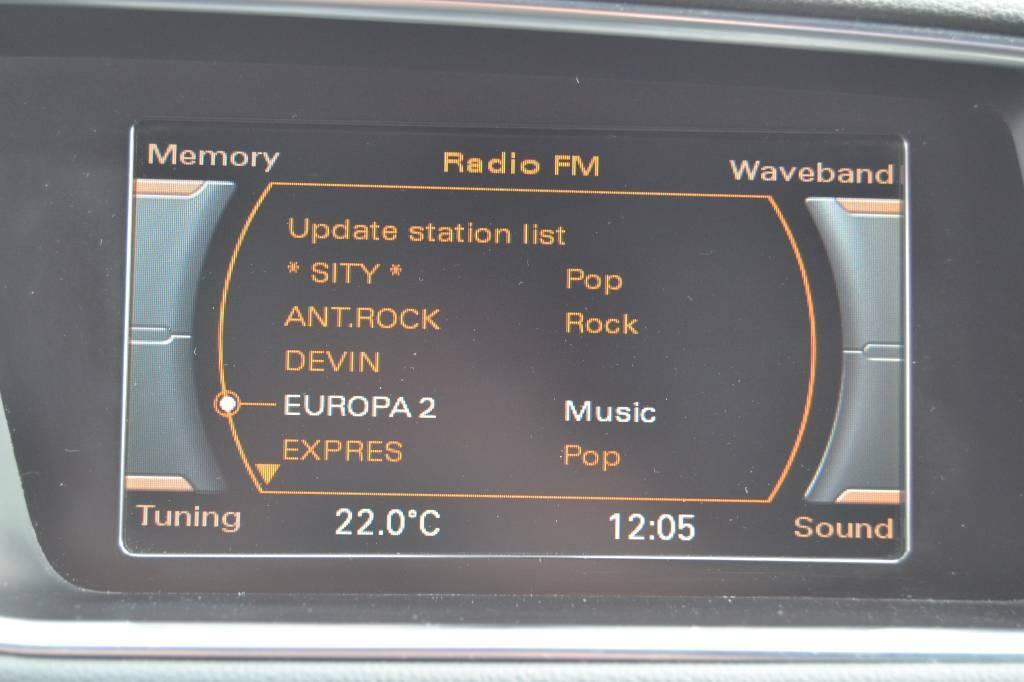 Memory Radio FM Waveband
Update station list
* SITY * Pop
ANT.ROCK Rock
DEVIN
EUROPA 2 Music
EXPRES Pop
Tuning 22.0°C 12:05 Sound